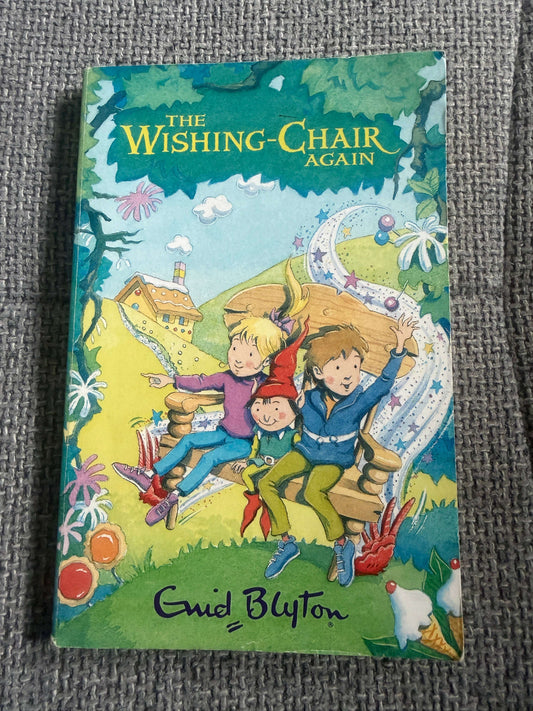 THE
WISHING-CHAIR
AGAIN
Enid Blyton